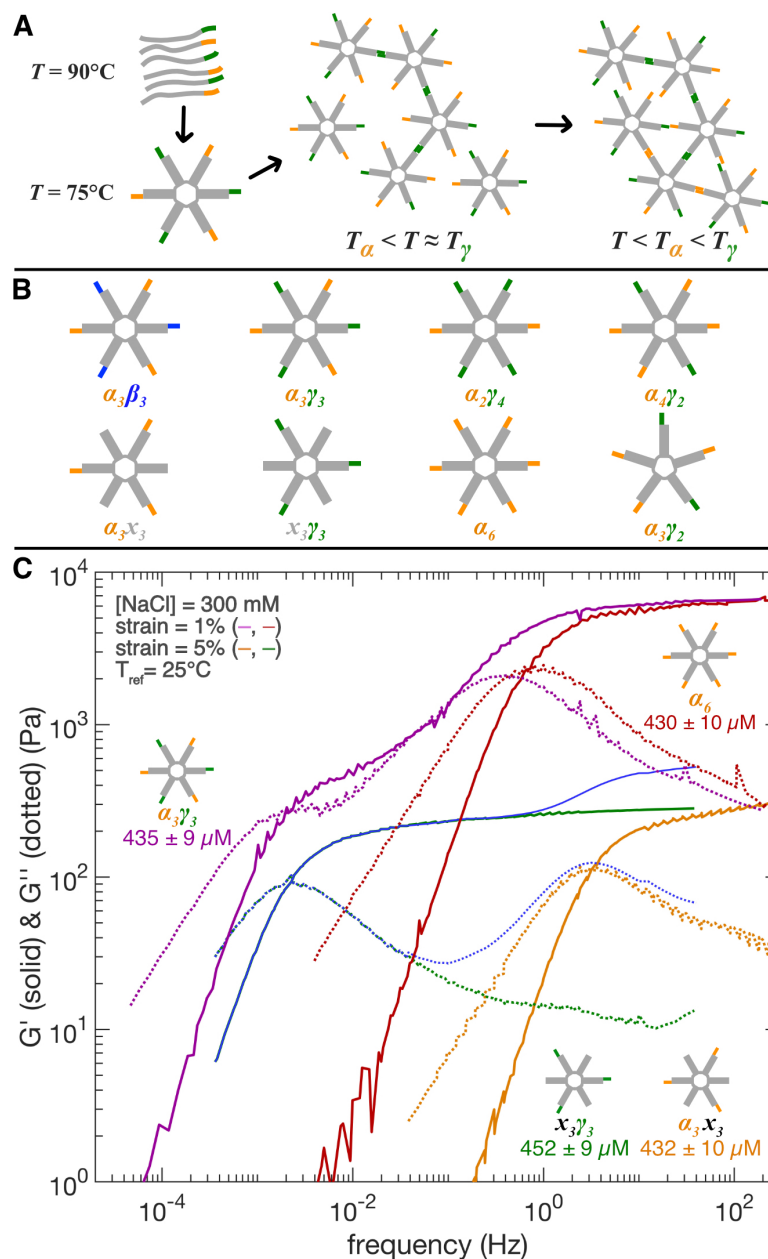 A
T = 90°C
T = 75°C
Tα < T ≈ Tγ
T < Tα < Tγ
B
α3β3
α3γ3
α2γ4
α4γ2
α3x3
x3γ3
α6
α3γ2
C
[NaCl] = 300 mM
strain = 1% (–, –)
strain = 5% (–, –)
Tref= 25°C
α3γ3
435 ± 9 µM
α6
430 ± 10 µM
x3γ3
452 ± 9 µM
α3x3
432 ± 10 µM
G' (solid) & G'' (dotted) (Pa)
10^4
10^3
10^2
10^1
10^0
10^-4
10^-2
10^0
10^2
frequency (Hz)